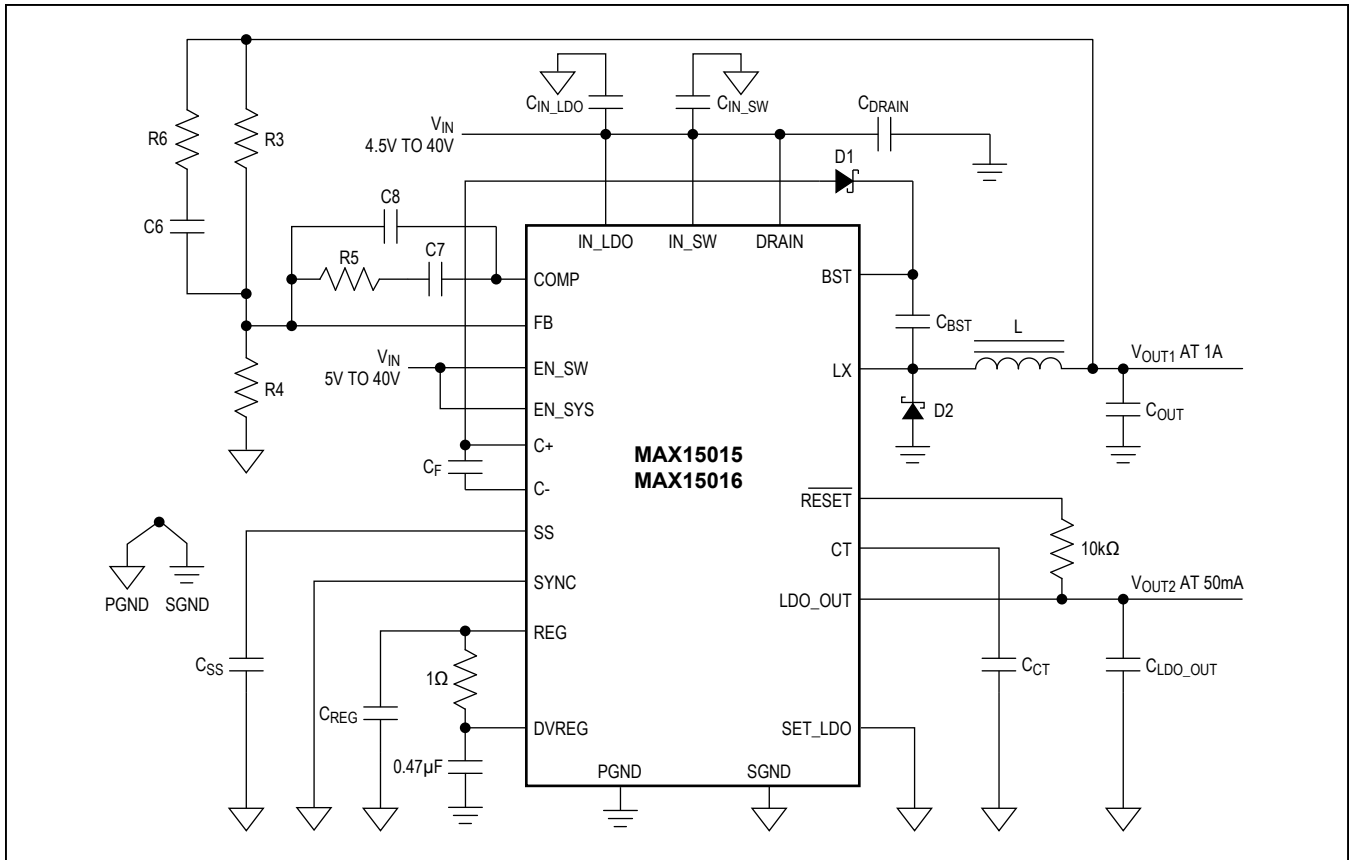 C_IN_LDO
C_IN_SW
C_DRAIN
V_IN
4.5V TO 40V
R6
R3
D1
C8
C6
IN_LDO
IN_SW
DRAIN
R5
C7
COMP
BST
FB
C_BST
L
V_IN
5V TO 40V
EN_SW
LX
V_OUT1 AT 1A
R4
EN_SYS
D2
C_OUT
C+
MAX15015
MAX15016
C_F
C-
RESET
SS
CT
10kΩ
SYNC
LDO_OUT
V_OUT2 AT 50mA
PGND
SGND
REG
C_SS
1Ω
C_CT
C_LDO_OUT
C_REG
DVREG
SET_LDO
0.47µF
PGND
SGND